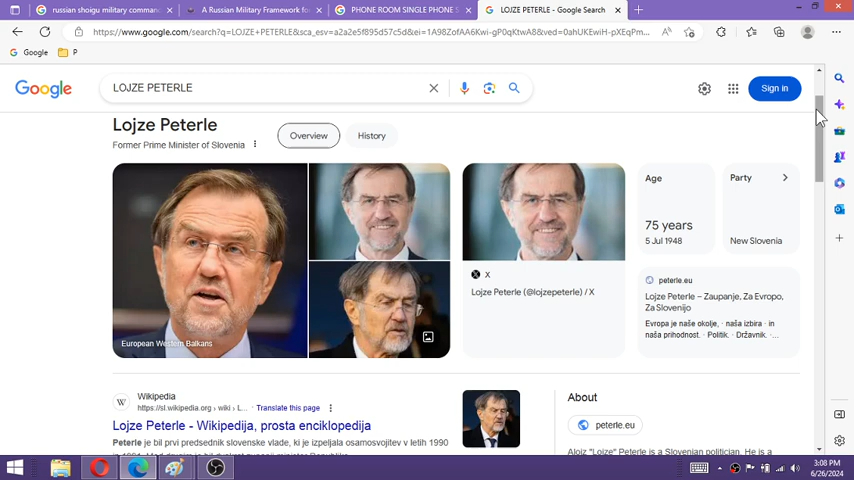 russian shoigu military comman
A Russian Military Framework fo
PHONE ROOM SINGLE PHONE S
LOJZE PETERLE - Google Search
https://www.google.com/search?q=LOJZE+PETERLE&sca_esv=a2a2e5f895d57c5d&ei=1A98ZofOAA6Kwi-gP0qKtwA8&ved=0ahUKEwiH-pXEqPm...
Google
P
Google
LOJZE PETERLE
Sign in
Lojze Peterle
Former Prime Minister of Slovenia
Overview
History
European Western Balkans
X
Lojze Peterle (@lojzepeterle) / X
Age
75 years
5 Jul 1948
Party
New Slovenia
peterle.eu
Lojze Peterle – Zaupanje, Za Evropo,
Za Slovenijo
Evropa je naše okolje, · naša izbira · in
naša prihodnost. · Politik. · Državnik. ·...
W
Wikipedia
https://sl.wikipedia.org › wiki › L... · Translate this page
Lojze Peterle - Wikipedija, prosta enciklopedija
Peterle je bil prvi predsednik slovenske vlade, ki je izpeljala osamosvojitev v letih 1990
About
peterle.eu
Alojz "Lojze" Peterle is a Slovenian politician. He is a
3:08 PM
6/26/2024